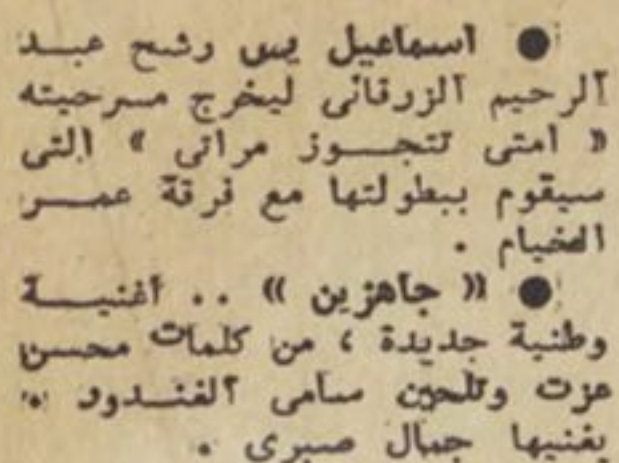 ● اسماعيل يس رشح عبد
الرحيم الزرقانى ليخرج مسرحيته
« امتى تتجوز مراتى » التى
سيقوم ببطولتها مع فرقة عمر
الخيام .
● « جاهزين » .. أغنية
وطنية جديدة ، من كلمات محسن
عزت وتلحين سامى الغندور .
يغنيها جمال صبرى .